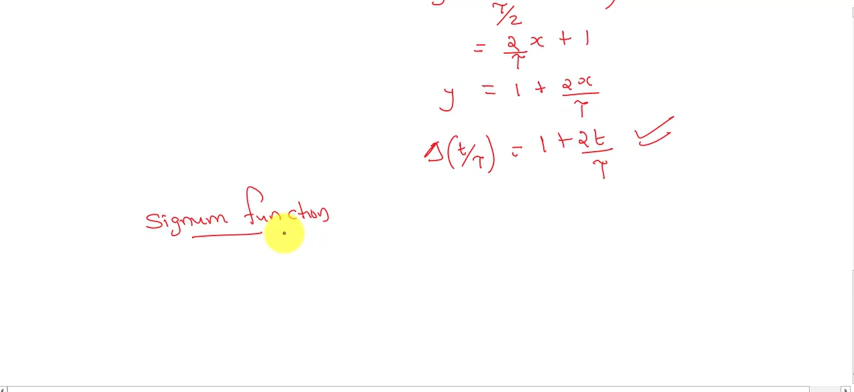 τ/2
= 2/τ x + 1
y = 1 + 2x/τ
Δ(t/τ) = 1 + 2t/τ
Signum function